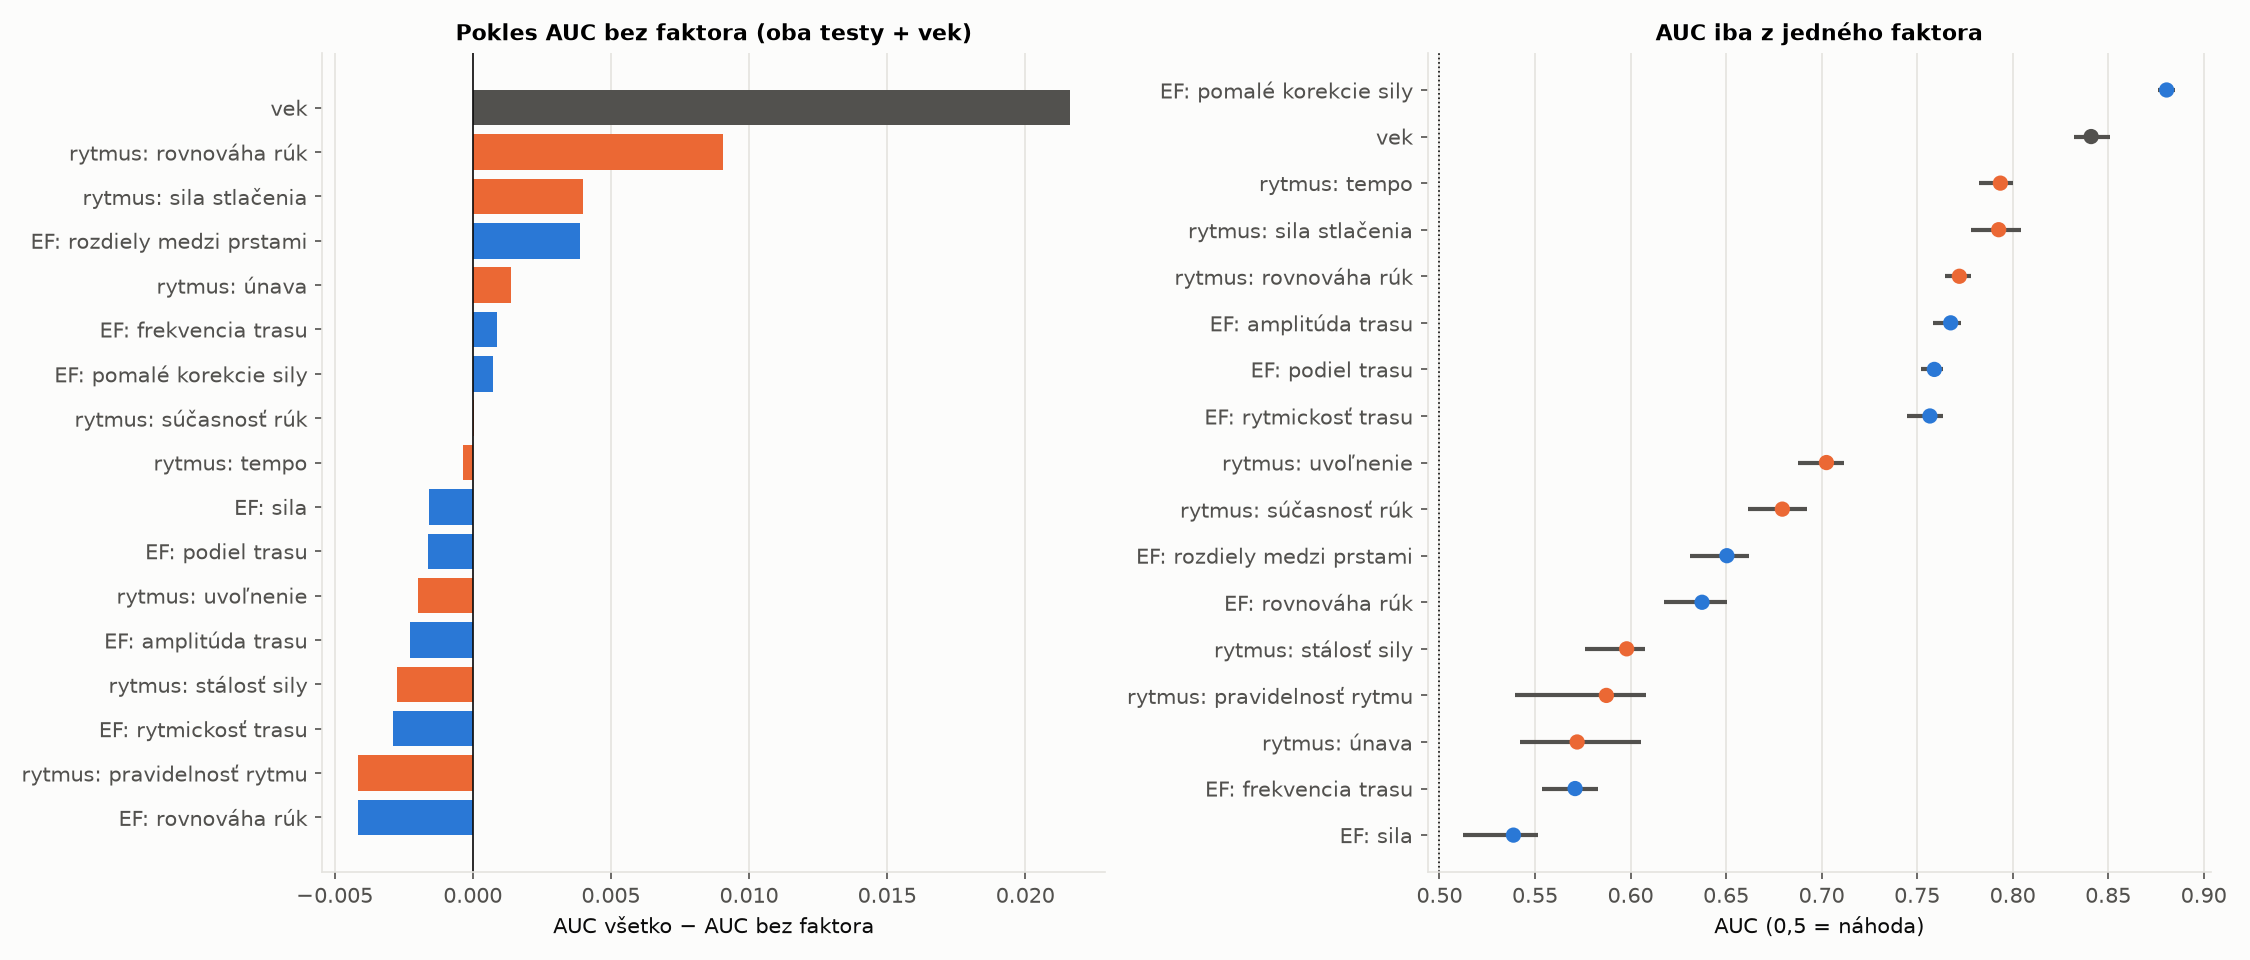 Pokles AUC bez faktora (oba testy + vek)
vek
rytmus: rovnováha rúk
rytmus: sila stlačenia
EF: rozdiely medzi prstami
rytmus: únava
EF: frekvencia trasu
EF: pomalé korekcie sily
rytmus: súčasnosť rúk
rytmus: tempo
EF: sila
EF: podiel trasu
rytmus: uvoľnenie
EF: amplitúda trasu
rytmus: stálosť sily
EF: rytmickosť trasu
rytmus: pravidelnosť rytmu
EF: rovnováha rúk
−0.005 0.000 0.005 0.010 0.015 0.020
AUC všetko − AUC bez faktora
AUC iba z jedného faktora
EF: pomalé korekcie sily
vek
rytmus: tempo
rytmus: sila stlačenia
rytmus: rovnováha rúk
EF: amplitúda trasu
EF: podiel trasu
EF: rytmickosť trasu
rytmus: uvoľnenie
rytmus: súčasnosť rúk
EF: rozdiely medzi prstami
EF: rovnováha rúk
rytmus: stálosť sily
rytmus: pravidelnosť rytmu
rytmus: únava
EF: frekvencia trasu
EF: sila
0.50 0.55 0.60 0.65 0.70 0.75 0.80 0.85 0.90
AUC (0,5 = náhoda)